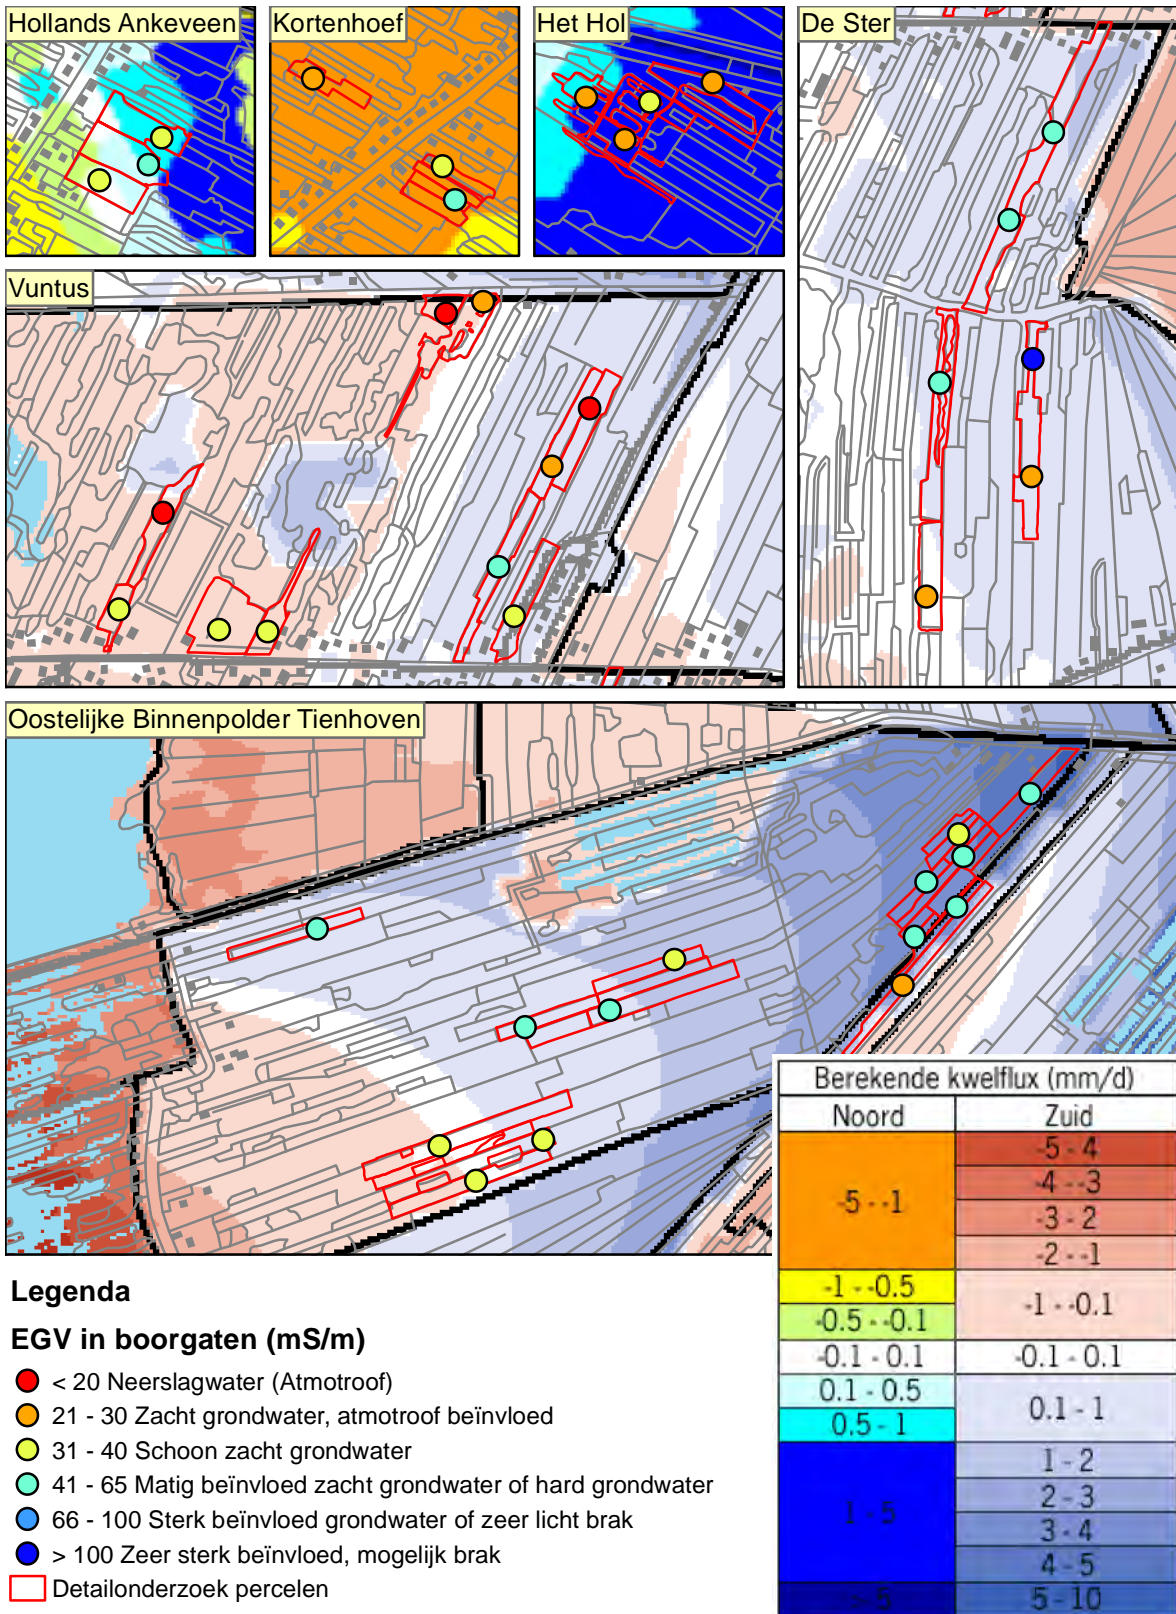 Hollands Ankeveen
Kortenhoef
Het Hol
De Ster
Vuntus
Oostelijke Binnenpolder Tienhoven
Berekende kwelflux (mm/d)
Noord Zuid
-5 - -1
-1 - -0.5
-0.5 - -0.1
-0.1 - 0.1
0.1 - 0.5
0.5 - 1
1 - 5
> 5
-5 - 4
-4 - -3
-3 - 2
-2 - -1
-1 - -0.1
-0.1 - 0.1
0.1 - 1
1 - 2
2 - 3
3 - 4
4 - 5
5 - 10
Legenda
EGV in boorgaten (mS/m)
< 20 Neerslagwater (Atmotroof)
21 - 30 Zacht grondwater, atmotroof beïnvloed
31 - 40 Schoon zacht grondwater
41 - 65 Matig beïnvloed zacht grondwater of hard grondwater
66 - 100 Sterk beïnvloed grondwater of zeer licht brak
> 100 Zeer sterk beïnvloed, mogelijk brak
Detailonderzoek percelen